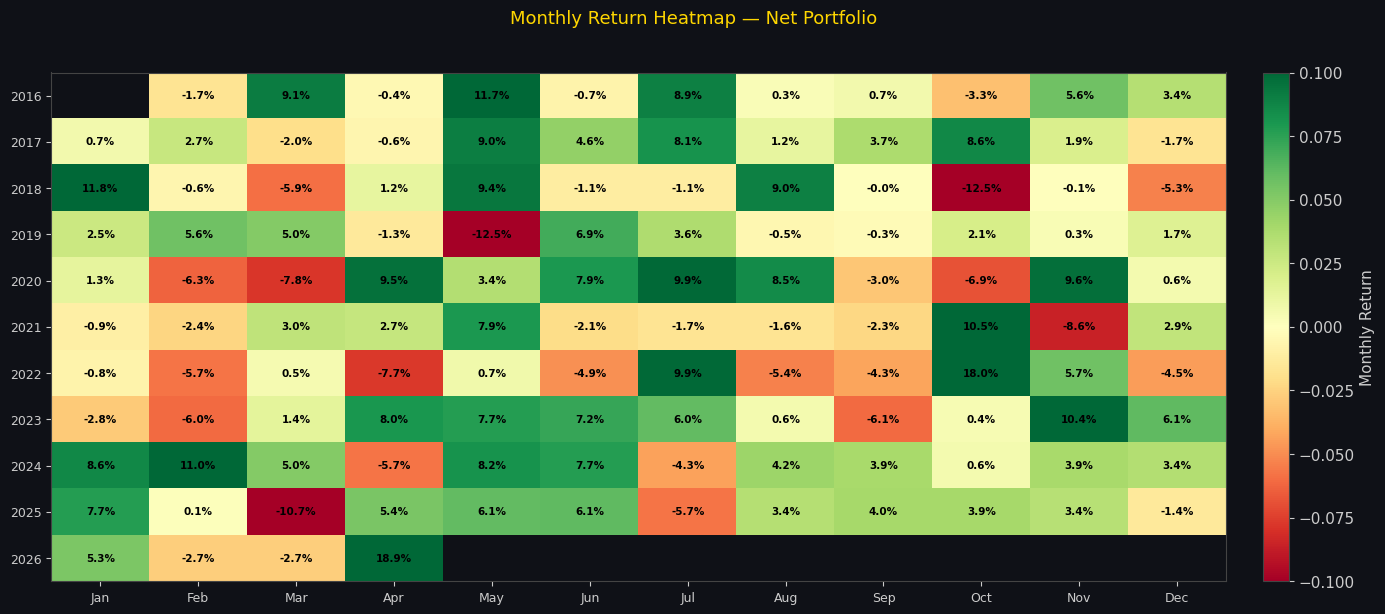 Monthly Return Heatmap — Net Portfolio
2016 -1.7% 9.1% -0.4% 11.7% -0.7% 8.9% 0.3% 0.7% -3.3% 5.6% 3.4%
2017 0.7% 2.7% -2.0% -0.6% 9.0% 4.6% 8.1% 1.2% 3.7% 8.6% 1.9% -1.7%
2018 11.8% -0.6% -5.9% 1.2% 9.4% -1.1% -1.1% 9.0% -0.0% -12.5% -0.1% -5.3%
2019 2.5% 5.6% 5.0% -1.3% -12.5% 6.9% 3.6% -0.5% -0.3% 2.1% 0.3% 1.7%
2020 1.3% -6.3% -7.8% 9.5% 3.4% 7.9% 9.9% 8.5% -3.0% -6.9% 9.6% 0.6%
2021 -0.9% -2.4% 3.0% 2.7% 7.9% -2.1% -1.7% -1.6% -2.3% 10.5% -8.6% 2.9%
2022 -0.8% -5.7% 0.5% -7.7% 0.7% -4.9% 9.9% -5.4% -4.3% 18.0% 5.7% -4.5%
2023 -2.8% -6.0% 1.4% 8.0% 7.7% 7.2% 6.0% 0.6% -6.1% 0.4% 10.4% 6.1%
2024 8.6% 11.0% 5.0% -5.7% 8.2% 7.7% -4.3% 4.2% 3.9% 0.6% 3.9% 3.4%
2025 7.7% 0.1% -10.7% 5.4% 6.1% 6.1% -5.7% 3.4% 4.0% 3.9% 3.4% -1.4%
2026 5.3% -2.7% -2.7% 18.9%
Jan Feb Mar Apr May Jun Jul Aug Sep Oct Nov Dec
0.100
0.075
0.050
0.025
0.000
−0.025
−0.050
−0.075
−0.100
Monthly Return